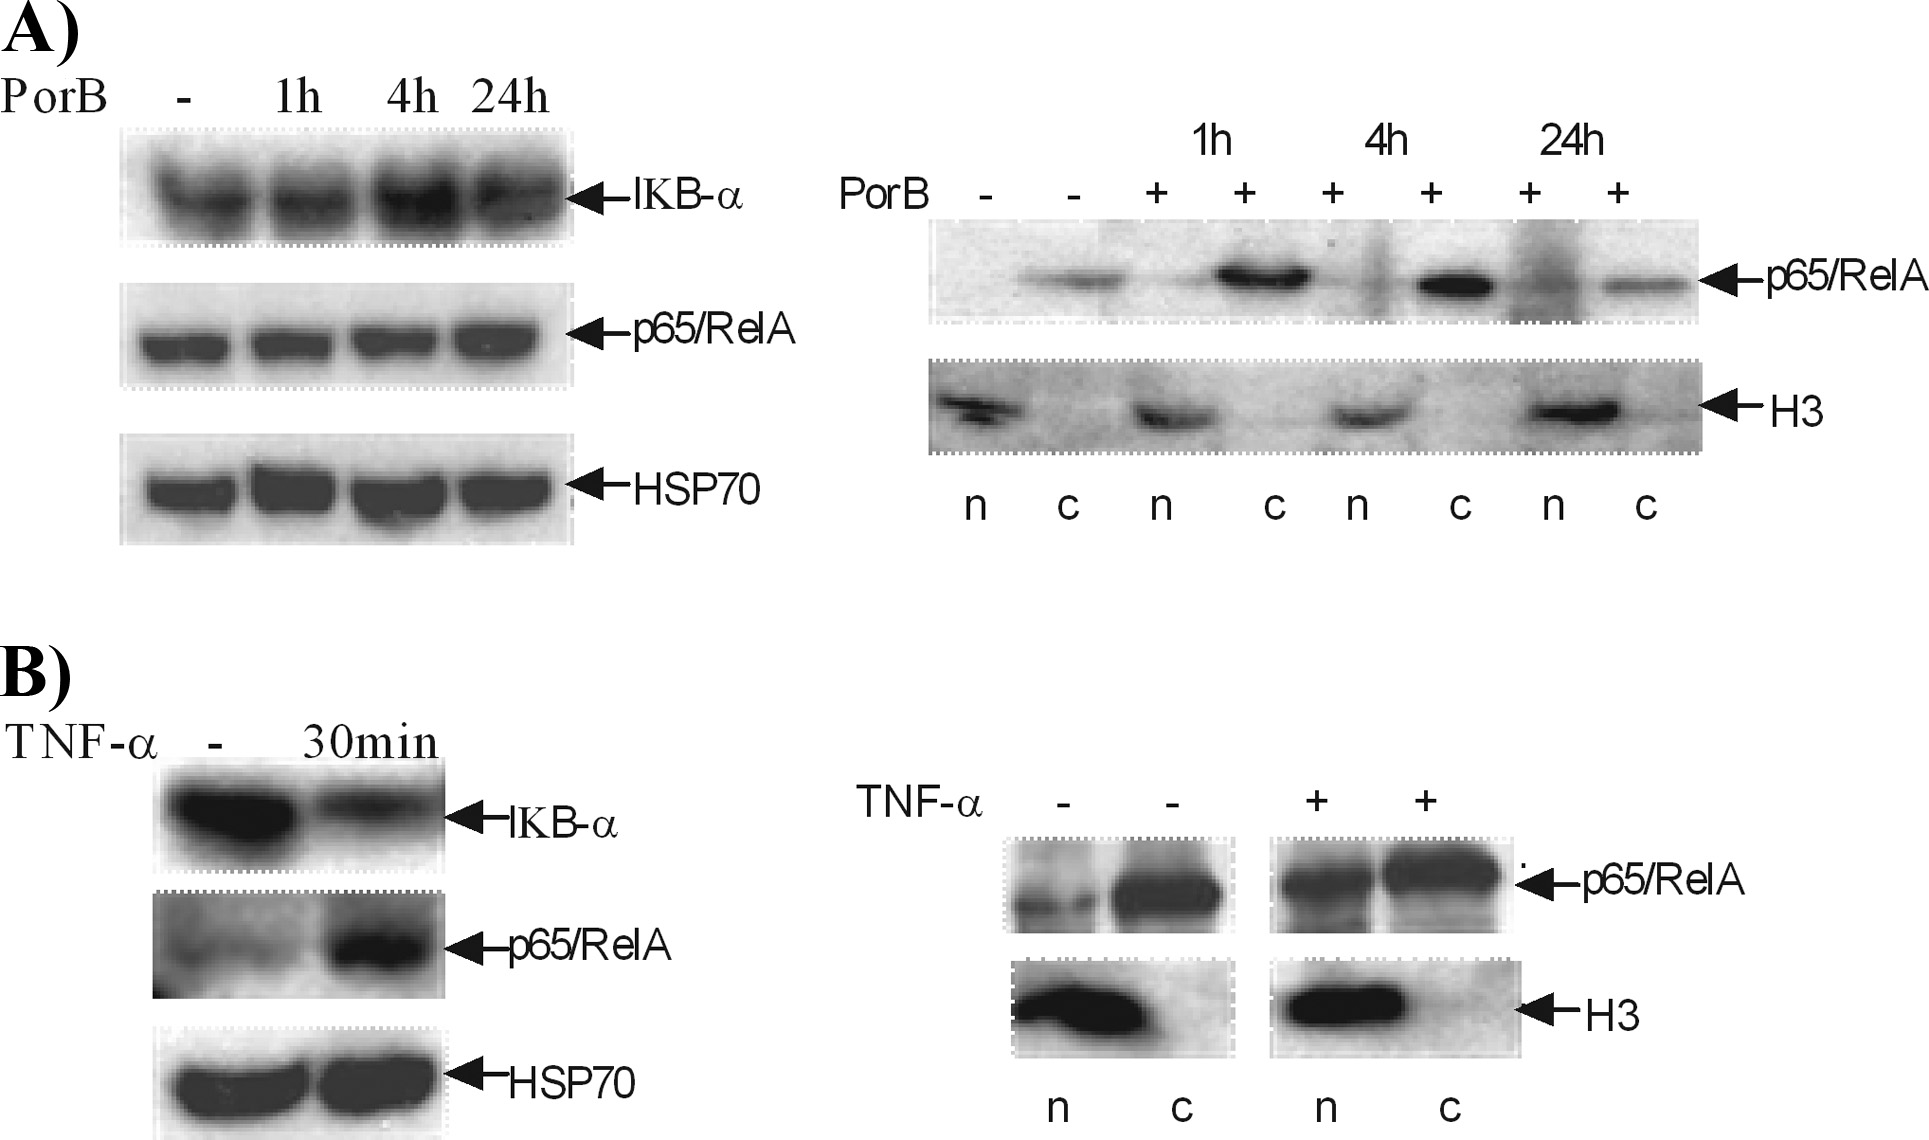 A)
PorB - 1h 4h 24h
IKB-α
p65/RelA
HSP70
1h 4h 24h
PorB - - + + + + + +
p65/RelA
H3
n c n c n c n c
B)
TNF-α - 30min
IKB-α
p65/RelA
HSP70
TNF-α - - + +
p65/RelA
H3
n c n c